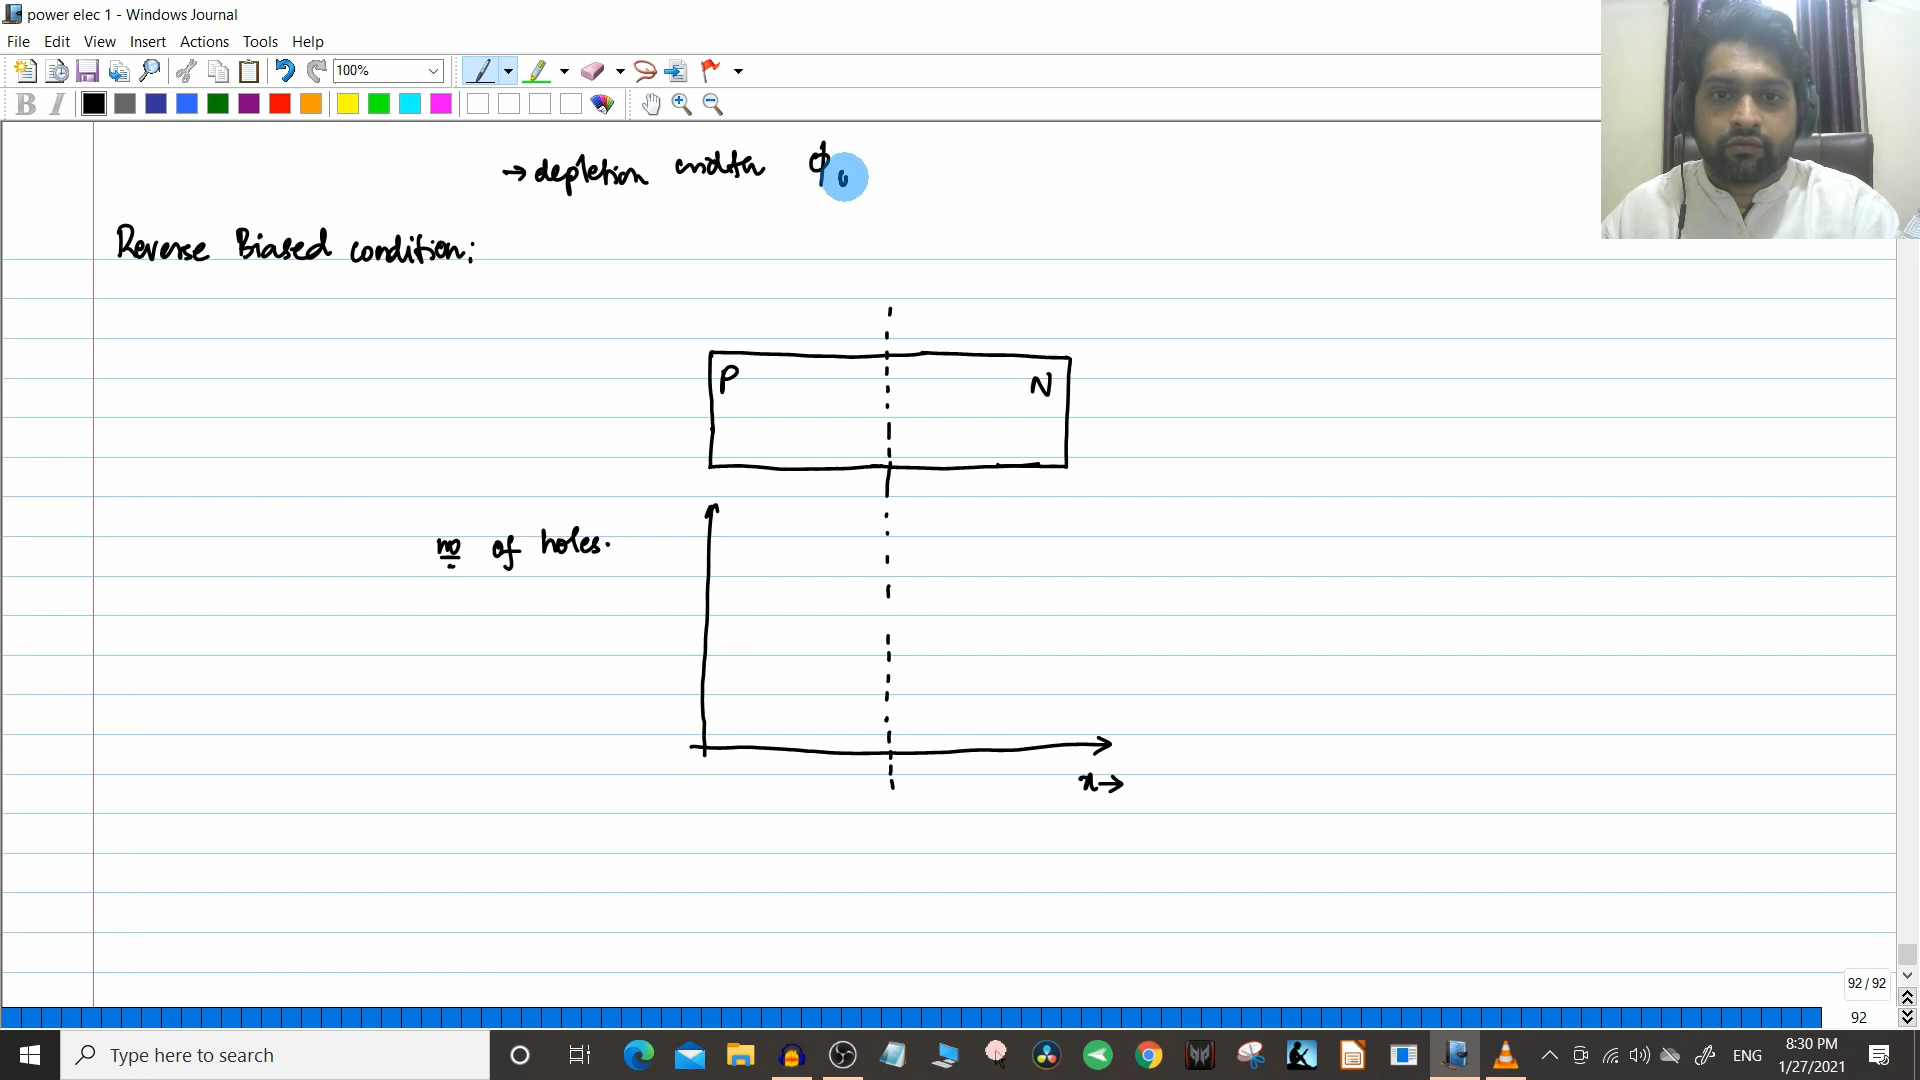 power elec 1 - Windows Journal
File Edit View Insert Actions Tools Help
100%
B I
→ depletion width ϕ0
Reverse Biased condition:
P N
no of holes.
x→
92 / 92
92
Type here to search
ENG
8:30 PM
1/27/2021